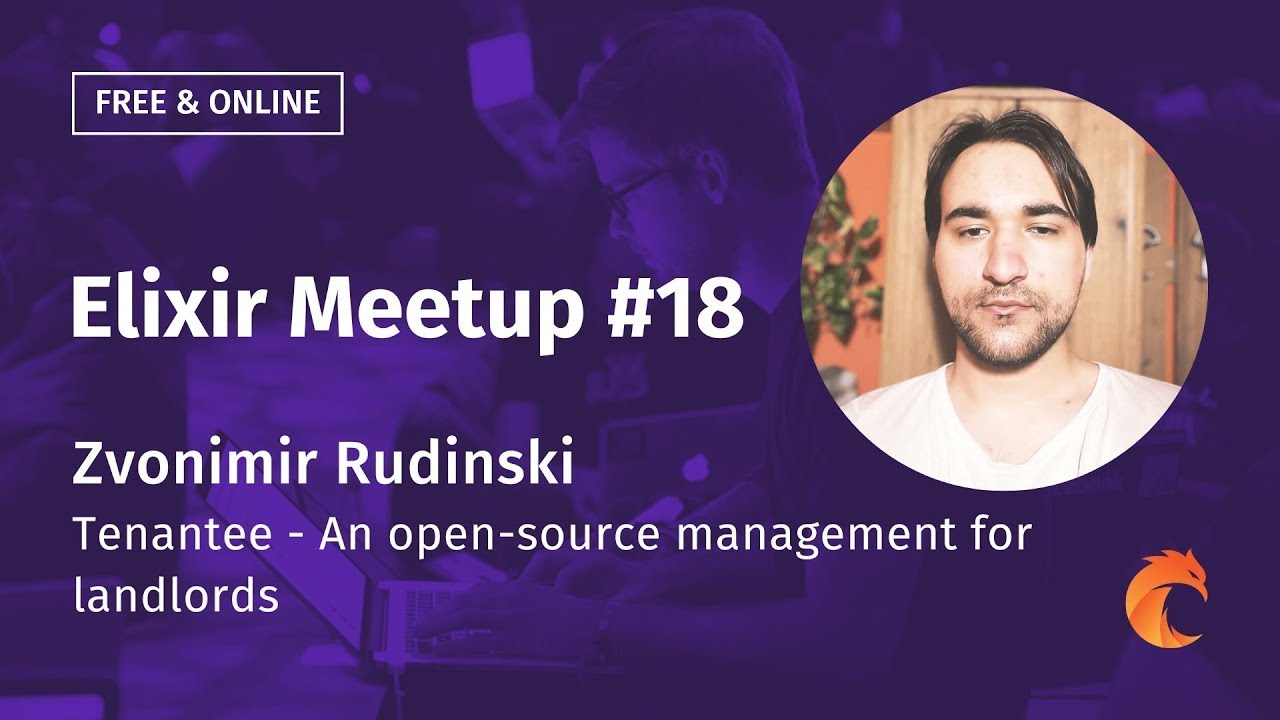 FREE & ONLINE
Elixir Meetup #18
Zvonimir Rudinski
Tenantee - An open-source management for
landlords